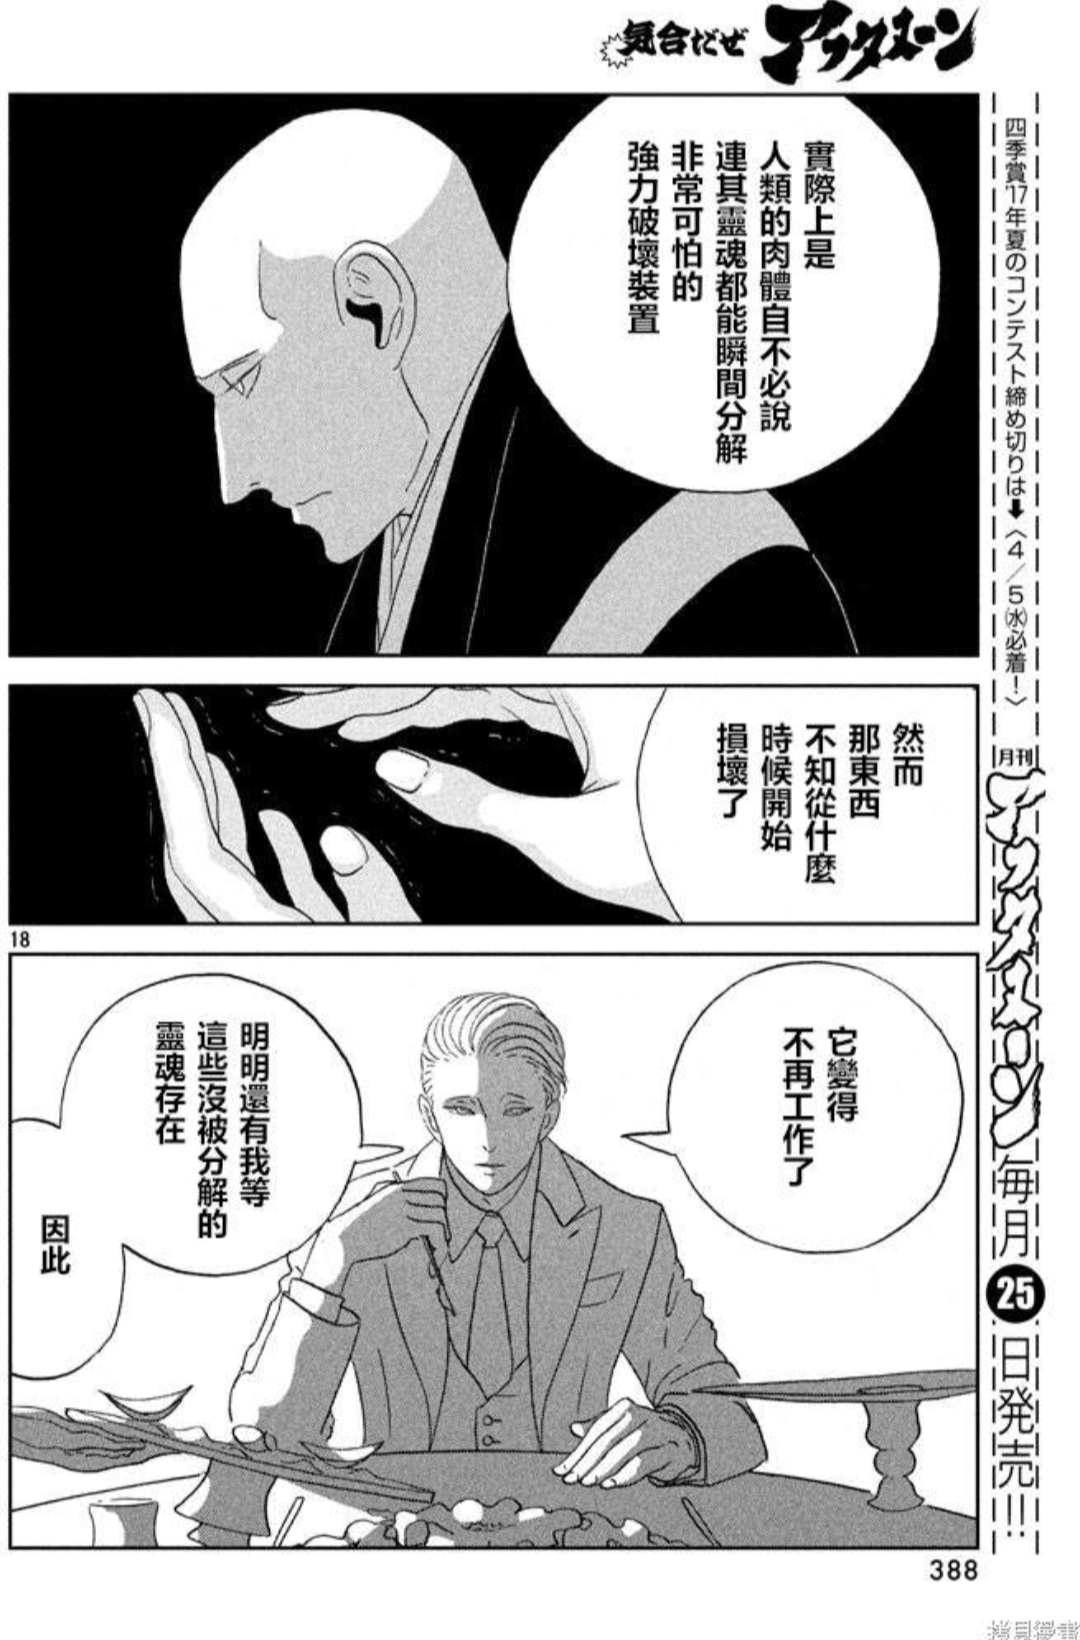 気合だぜ
アフタヌーン
實際上是
人類的肉體自不必說
連其靈魂都能瞬間分解
非常可怕的
強力破壞裝置
然而
那東西
不知從什麼
時候開始
損壞了
18
它變得
不再工作了
明明還有我等
這些沒被分解的
靈魂存在
因此
四季賞'17年夏のコンテスト締め切りは➡〈4/5㈬必着!〉
月刊
アフタヌーン
毎月25日発売!!!
388
拷貝漫畫